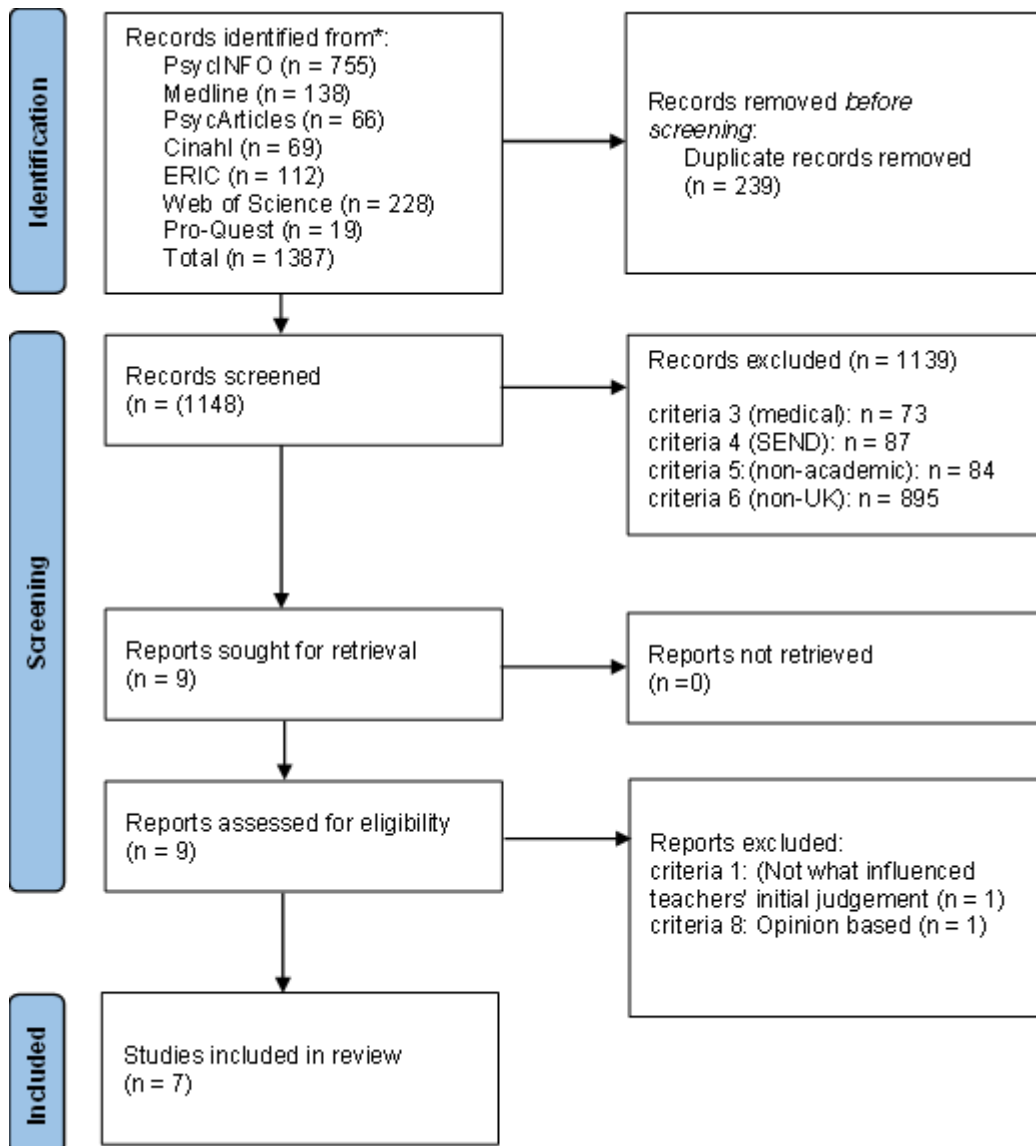 Identification
Records identified from*:
PsycINFO (n = 755)
Medline (n = 138)
PsycArticles (n = 66)
Cinahl (n = 69)
ERIC (n = 112)
Web of Science (n = 228)
Pro-Quest (n = 19)
Total (n = 1387)
Records removed before
screening:
Duplicate records removed
(n = 239)
Screening
Records screened
(n = (1148)
Records excluded (n = 1139)
criteria 3 (medical): n = 73
criteria 4 (SEND): n = 87
criteria 5: (non-academic): n = 84
criteria 6 (non-UK): n = 895
Reports sought for retrieval
(n = 9)
Reports not retrieved
(n =0)
Reports assessed for eligibility
(n = 9)
Reports excluded:
criteria 1: (Not what influenced
teachers' initial judgement (n = 1)
criteria 8: Opinion based (n = 1)
Included
Studies included in review
(n = 7)